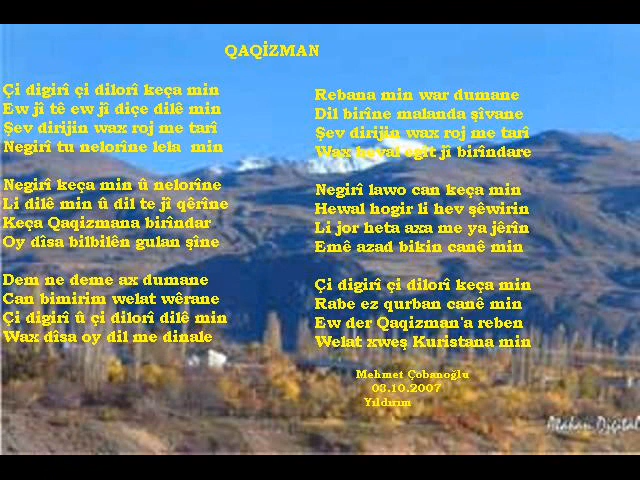 QAQİZMAN
Çi digirî çi dilorî keça min
Ew jî tê ew jî diçe dilê min
Şev dirijin wax roj me tarî
Negirî tu nelorîne lela min
Negirî keça min û nelorîne
Li dilê min û dil te jî qêrîne
Keça Qaqizmana birîndar
Oy dîsa bilbilên gulan şîne
Dem ne deme ax dumane
Can bimirim welat wêrane
Çi digirî û çi dilorî dilê min
Wax dîsa oy dil me dinale
Rebana min war dumane
Dil birîne malanda şîvane
Şev dirijin wax roj me tarî
Wax heval egit jî birîndare
Negirî lawo can keça min
Hewal hogir li hev şêwirin
Li jor heta axa me ya jêrîn
Emê azad bikin canê min
Çi digirî çi dilorî keça min
Rabe ez qurban canê min
Ew der Qaqizman'a reben
Welat xweş Kuristana min
Mehmet Çobanoğlu
08.10.2007
Yıldırım
Atahan Digital